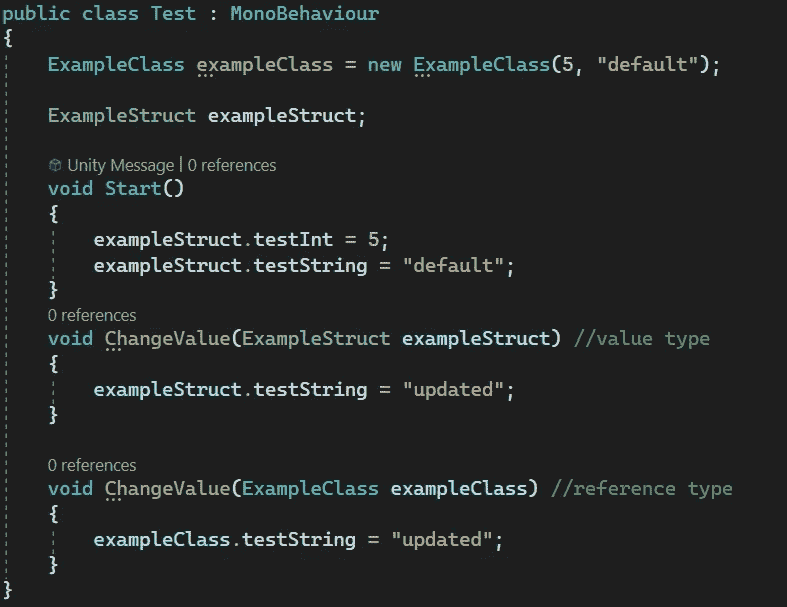 public class Test : MonoBehaviour
{
ExampleClass exampleClass = new ExampleClass(5, "default");
ExampleStruct exampleStruct;
Unity Message | 0 references
void Start()
{
exampleStruct.testInt = 5;
exampleStruct.testString = "default";
}
0 references
void ChangeValue(ExampleStruct exampleStruct) //value type
{
exampleStruct.testString = "updated";
}
0 references
void ChangeValue(ExampleClass exampleClass) //reference type
{
exampleClass.testString = "updated";
}
}